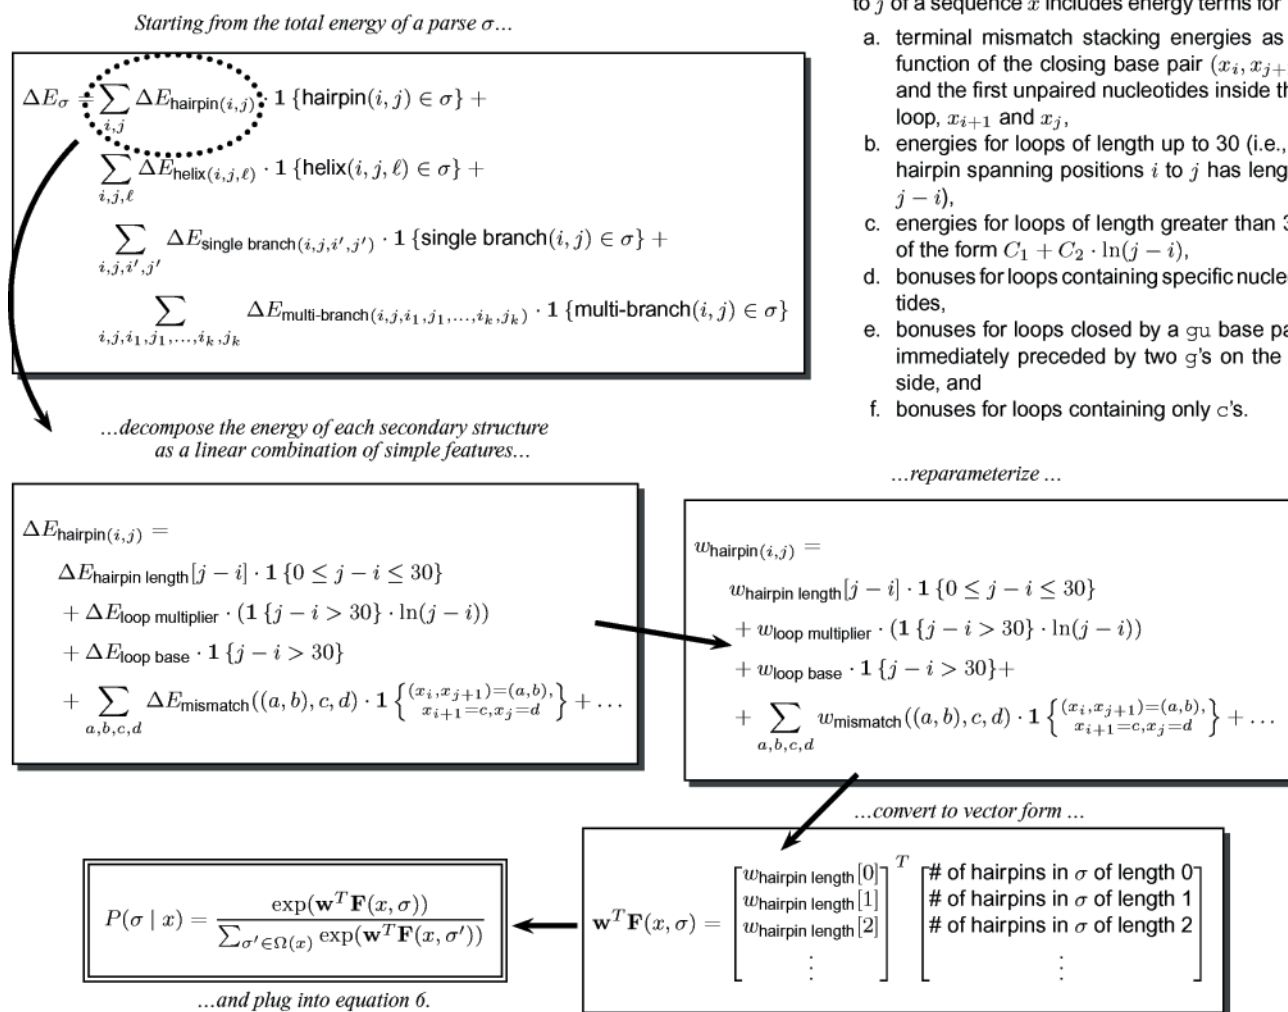 Starting from the total energy of a parse σ...
ΔE_σ = ∑_{i,j} ΔE_{hairpin(i,j)} · 1 {hairpin(i, j) ∈ σ} +
∑_{i,j,ℓ} ΔE_{helix(i,j,ℓ)} · 1 {helix(i, j, ℓ) ∈ σ} +
∑_{i,j,i′,j′} ΔE_{single branch(i,j,i′,j′)} · 1 {single branch(i, j) ∈ σ} +
∑_{i,j,i_1,j_1,...,i_k,j_k} ΔE_{multi-branch(i,j,i_1,j_1,...,i_k,j_k)} · 1 {multi-branch(i, j) ∈ σ}
to j of a sequence x includes energy terms for
a. terminal mismatch stacking energies as
function of the closing base pair (x_i, x_{j+
and the first unpaired nucleotides inside th
loop, x_{i+1} and x_j,
b. energies for loops of length up to 30 (i.e.,
hairpin spanning positions i to j has leng
j − i),
c. energies for loops of length greater than 3
of the form C_1 + C_2 · ln(j − i),
d. bonuses for loops containing specific nucle
tides,
e. bonuses for loops closed by a gu base pa
immediately preceded by two g's on the
side, and
f. bonuses for loops containing only c's.
...decompose the energy of each secondary structure
as a linear combination of simple features...
...reparameterize ...
ΔE_{hairpin(i,j)} =
ΔE_{hairpin length}[j − i] · 1 {0 ≤ j − i ≤ 30}
+ ΔE_{loop multiplier} · (1 {j − i > 30} · ln(j − i))
+ ΔE_{loop base} · 1 {j − i > 30}
+ ∑_{a,b,c,d} ΔE_{mismatch}((a, b), c, d) · 1 {(x_i,x_{j+1})=(a,b), x_{i+1}=c,x_j=d} + ...
w_{hairpin(i,j)} =
w_{hairpin length}[j − i] · 1 {0 ≤ j − i ≤ 30}
+ w_{loop multiplier} · (1 {j − i > 30} · ln(j − i))
+ w_{loop base} · 1 {j − i > 30}+
+ ∑_{a,b,c,d} w_{mismatch}((a, b), c, d) · 1 {(x_i,x_{j+1})=(a,b), x_{i+1}=c,x_j=d} + ...
...convert to vector form ...
w^T F(x, σ) = [w_{hairpin length}[0] ]^T [# of hairpins in σ of length 0]
w_{hairpin length}[1] # of hairpins in σ of length 1
w_{hairpin length}[2] # of hairpins in σ of length 2
⋮ ⋮
P(σ | x) = exp(w^T F(x, σ)) / ∑_{σ′∈Ω(x)} exp(w^T F(x, σ′))
...and plug into equation 6.